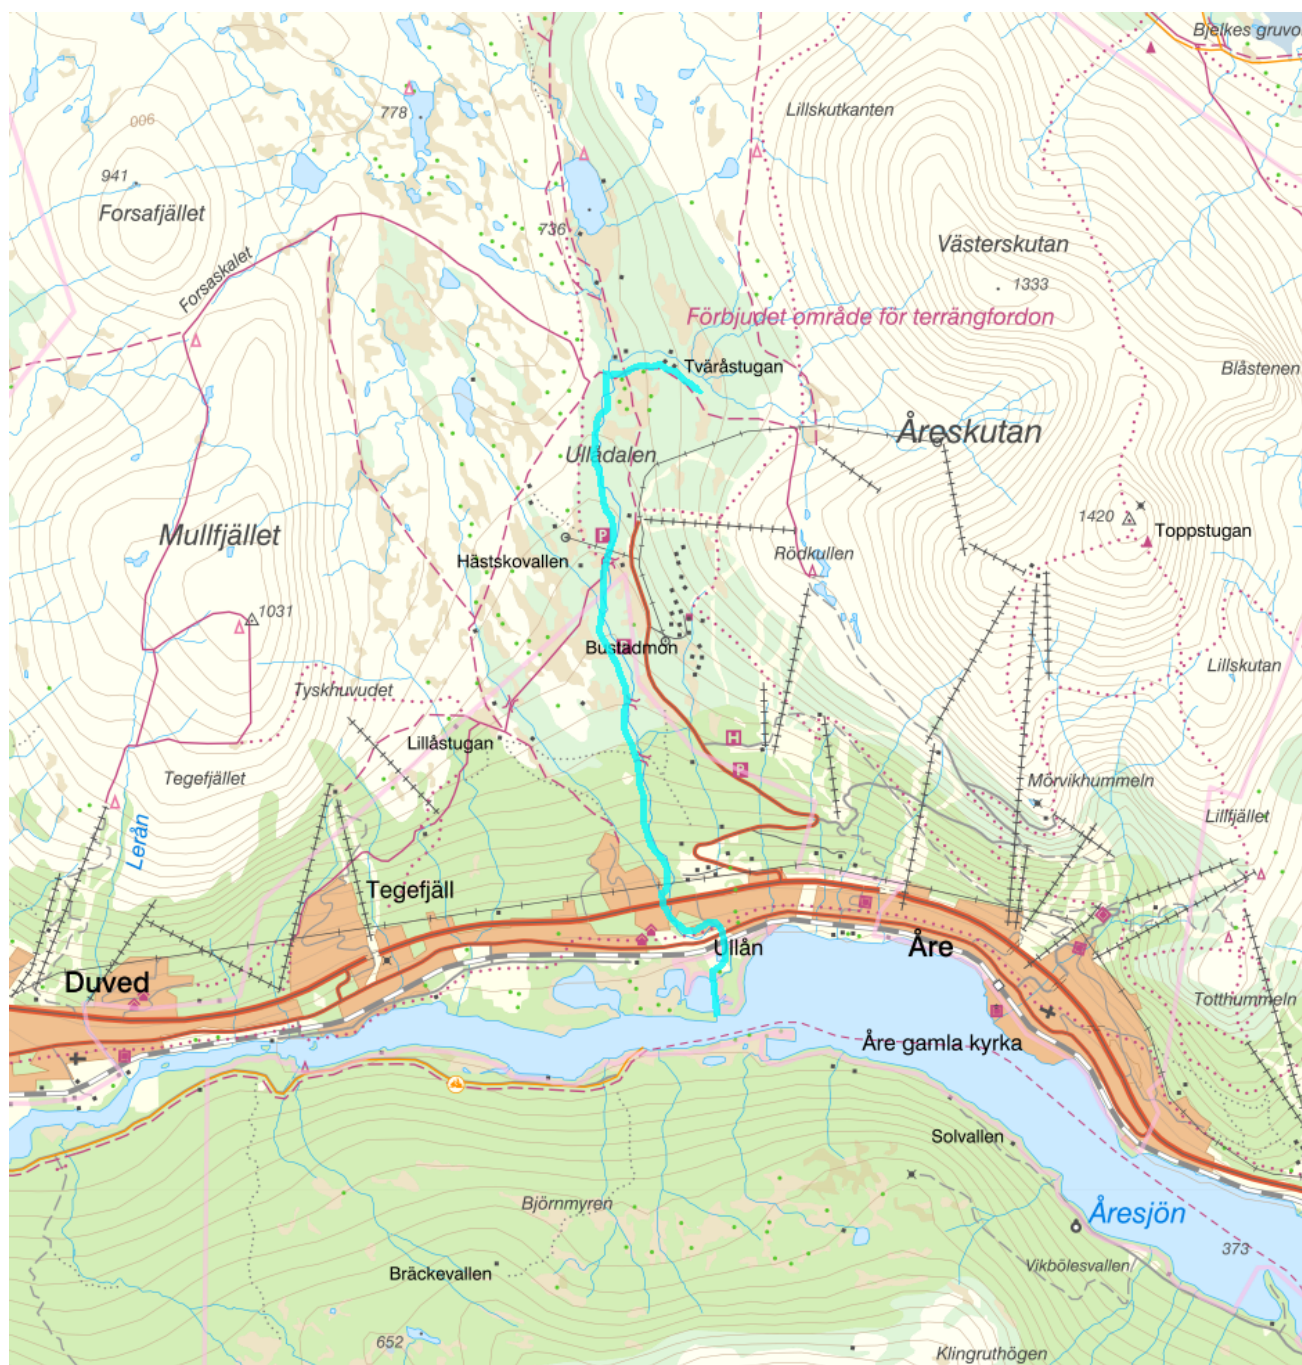 Bjelkes gruvo
Lillskutkanten
778
006
941
Forsafjället
736
Västerskutan
Forsaskalet
1333
Förbjudet område för terrängfordon
Tväråstugan
Blåstenen
Åreskutan
Ullådalen
1420
Toppstugan
Mullfjället
P
Hästskovallen
Rödkullen
1031
Bustadmon
P
Lillskutan
Tyskhuvudet
Lillåstugan
H
P
Tegefjället
Mörvikhummeln
Lerån
Lillfjället
Tegefjäll
Ullån
Åre
Duved
Totthummeln
Åre gamla kyrka
Solvallen
Björnmyren
Åresjön
373
Bräckevallen
Vikbölesvallen
652
Klingruthögen